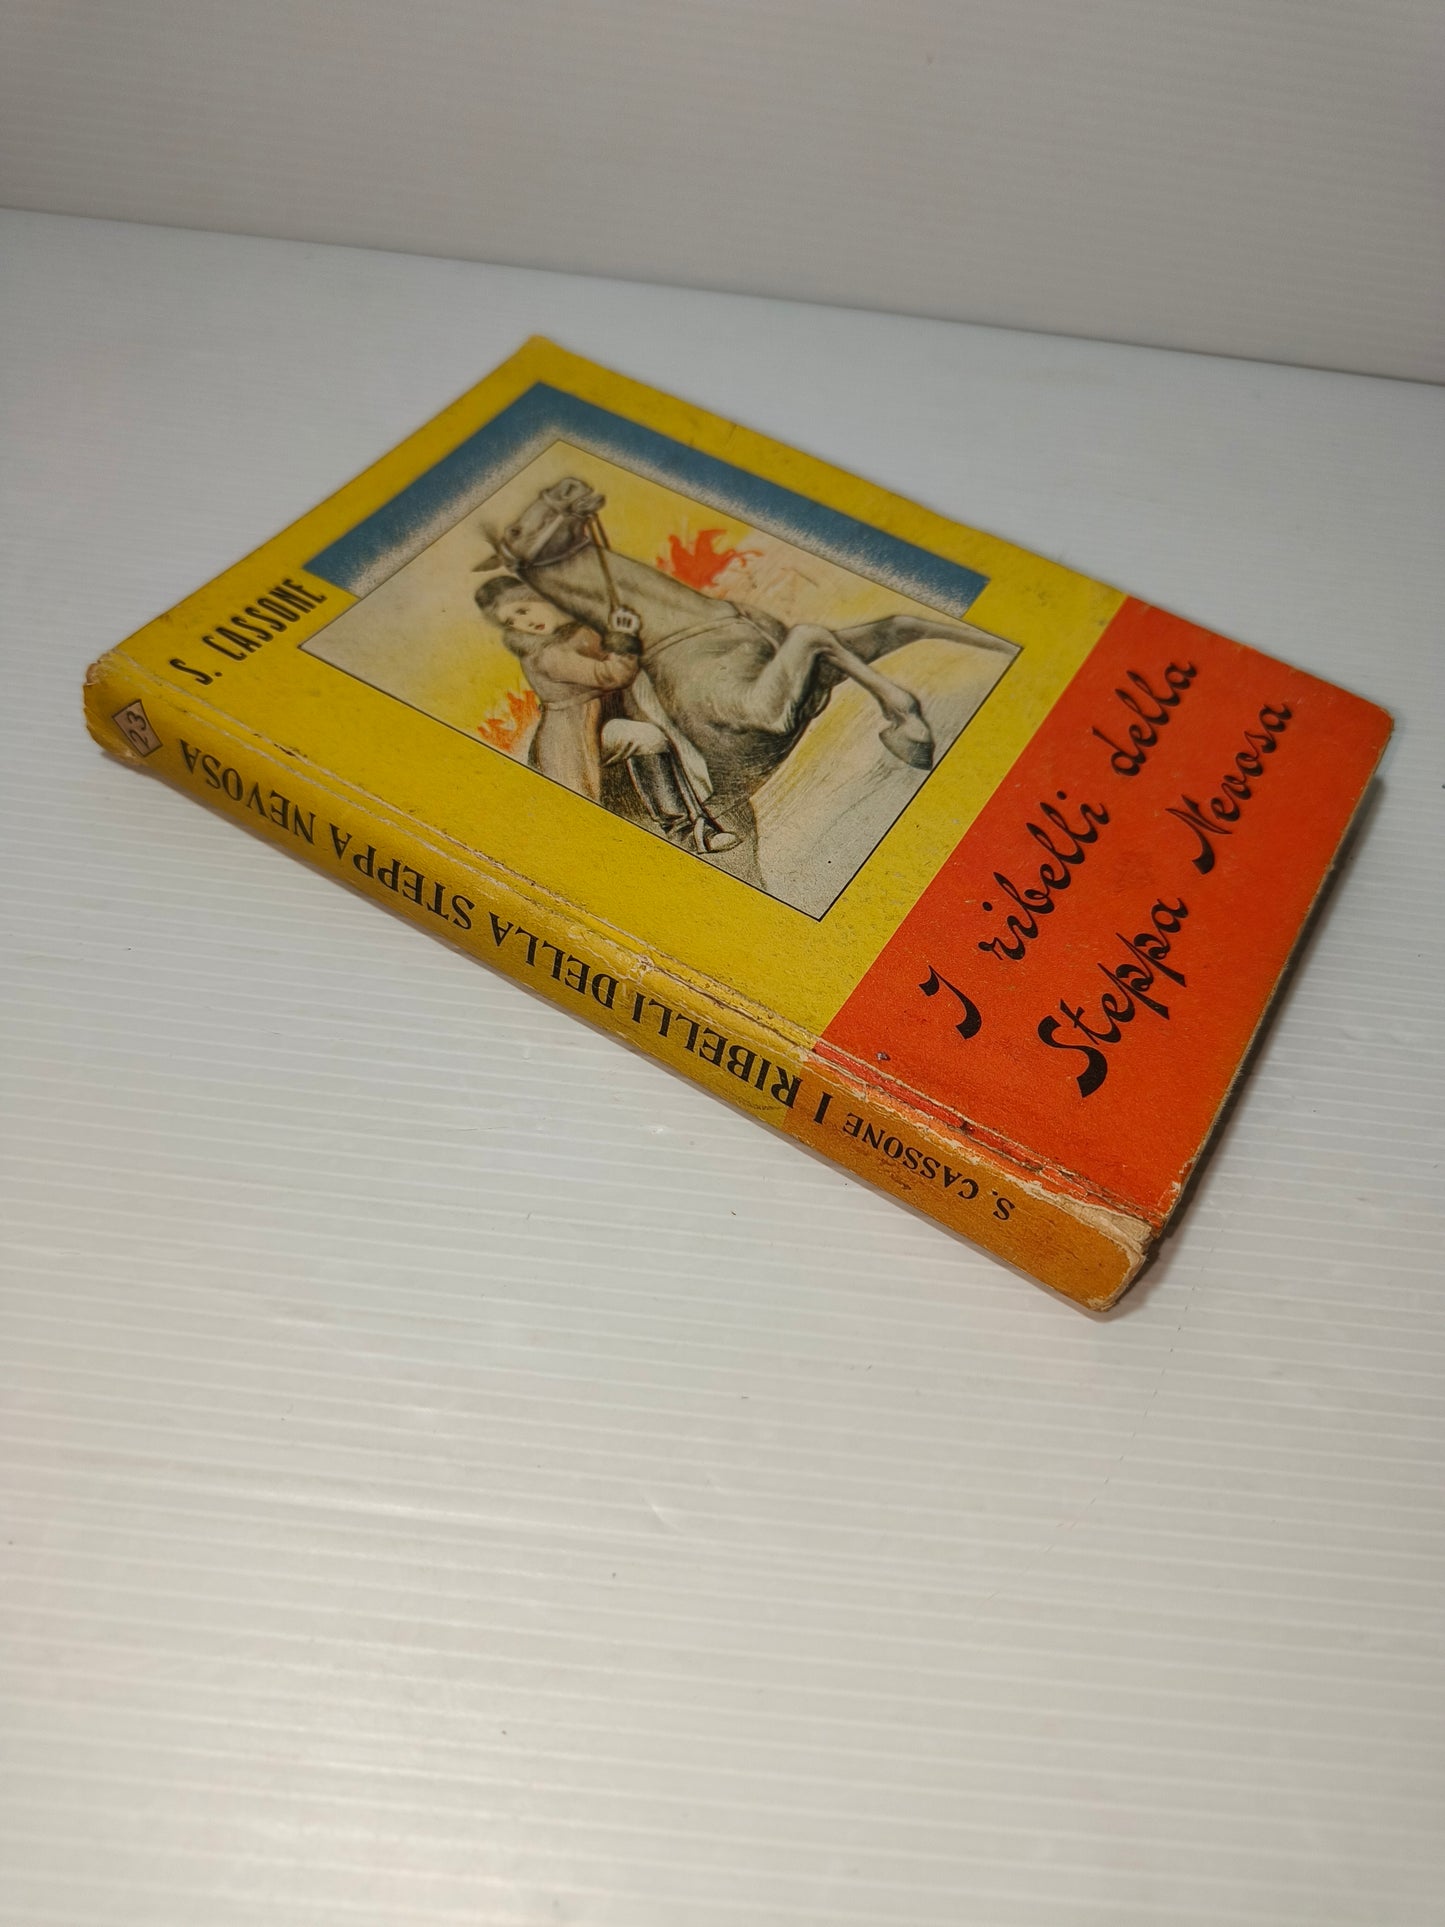 S. CASSONE
I ribelli della
Steppa Nevosa
S. CASSONE I RIBELLI DELLA STEPPA NEVOSA
23